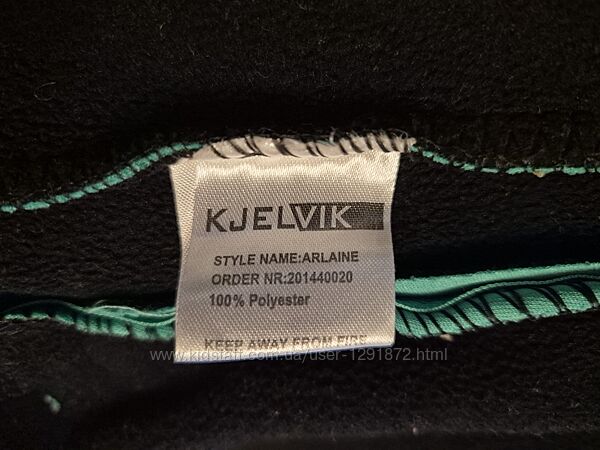 KJELVIK
STYLE NAME:ARLAINE
ORDER NR:201440020
100% Polyester
KEEP AWAY FROM FIRE
www.kidstaff.com.ua/user-1291872.html